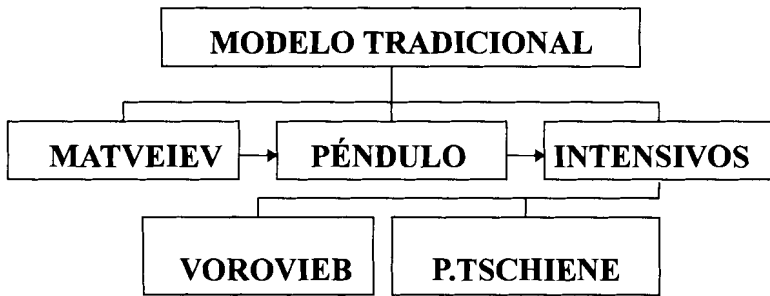 MODELO TRADICIONAL
MATVEIEV PÉNDULO INTENSIVOS
VOROVIEB P.TSCHIENE